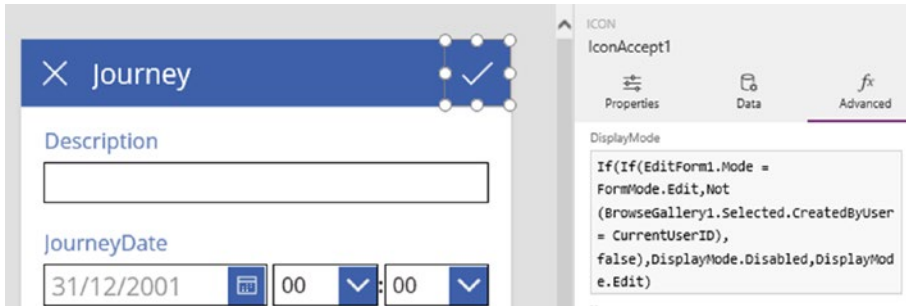 Journey
Description
JourneyDate
31/12/2001 00 : 00
ICON
IconAccept1
Properties Data Advanced
DisplayMode
If(If(EditForm1.Mode =
FormMode.Edit,Not
(BrowseGallery1.Selected.CreatedByUser
= CurrentUserID),
false),DisplayMode.Disabled,DisplayMod
e.Edit)